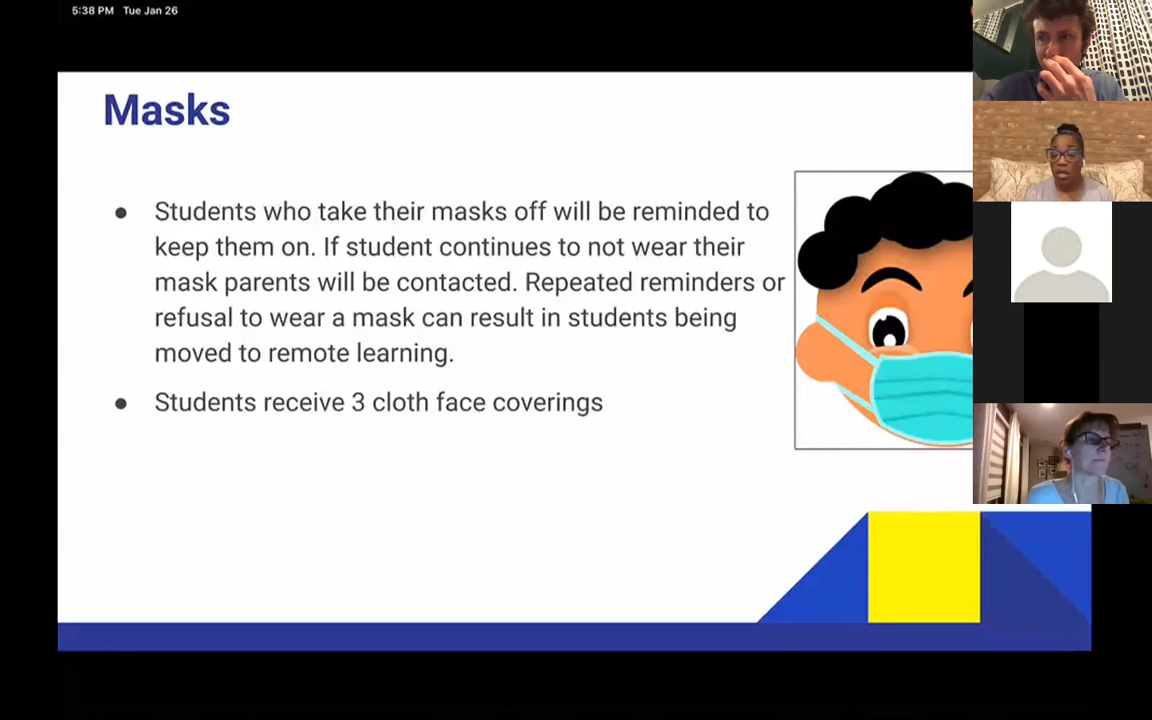 5:38 PM Tue Jan 26
Masks
● Students who take their masks off will be reminded to
keep them on. If student continues to not wear their
mask parents will be contacted. Repeated reminders or
refusal to wear a mask can result in students being
moved to remote learning.
● Students receive 3 cloth face coverings